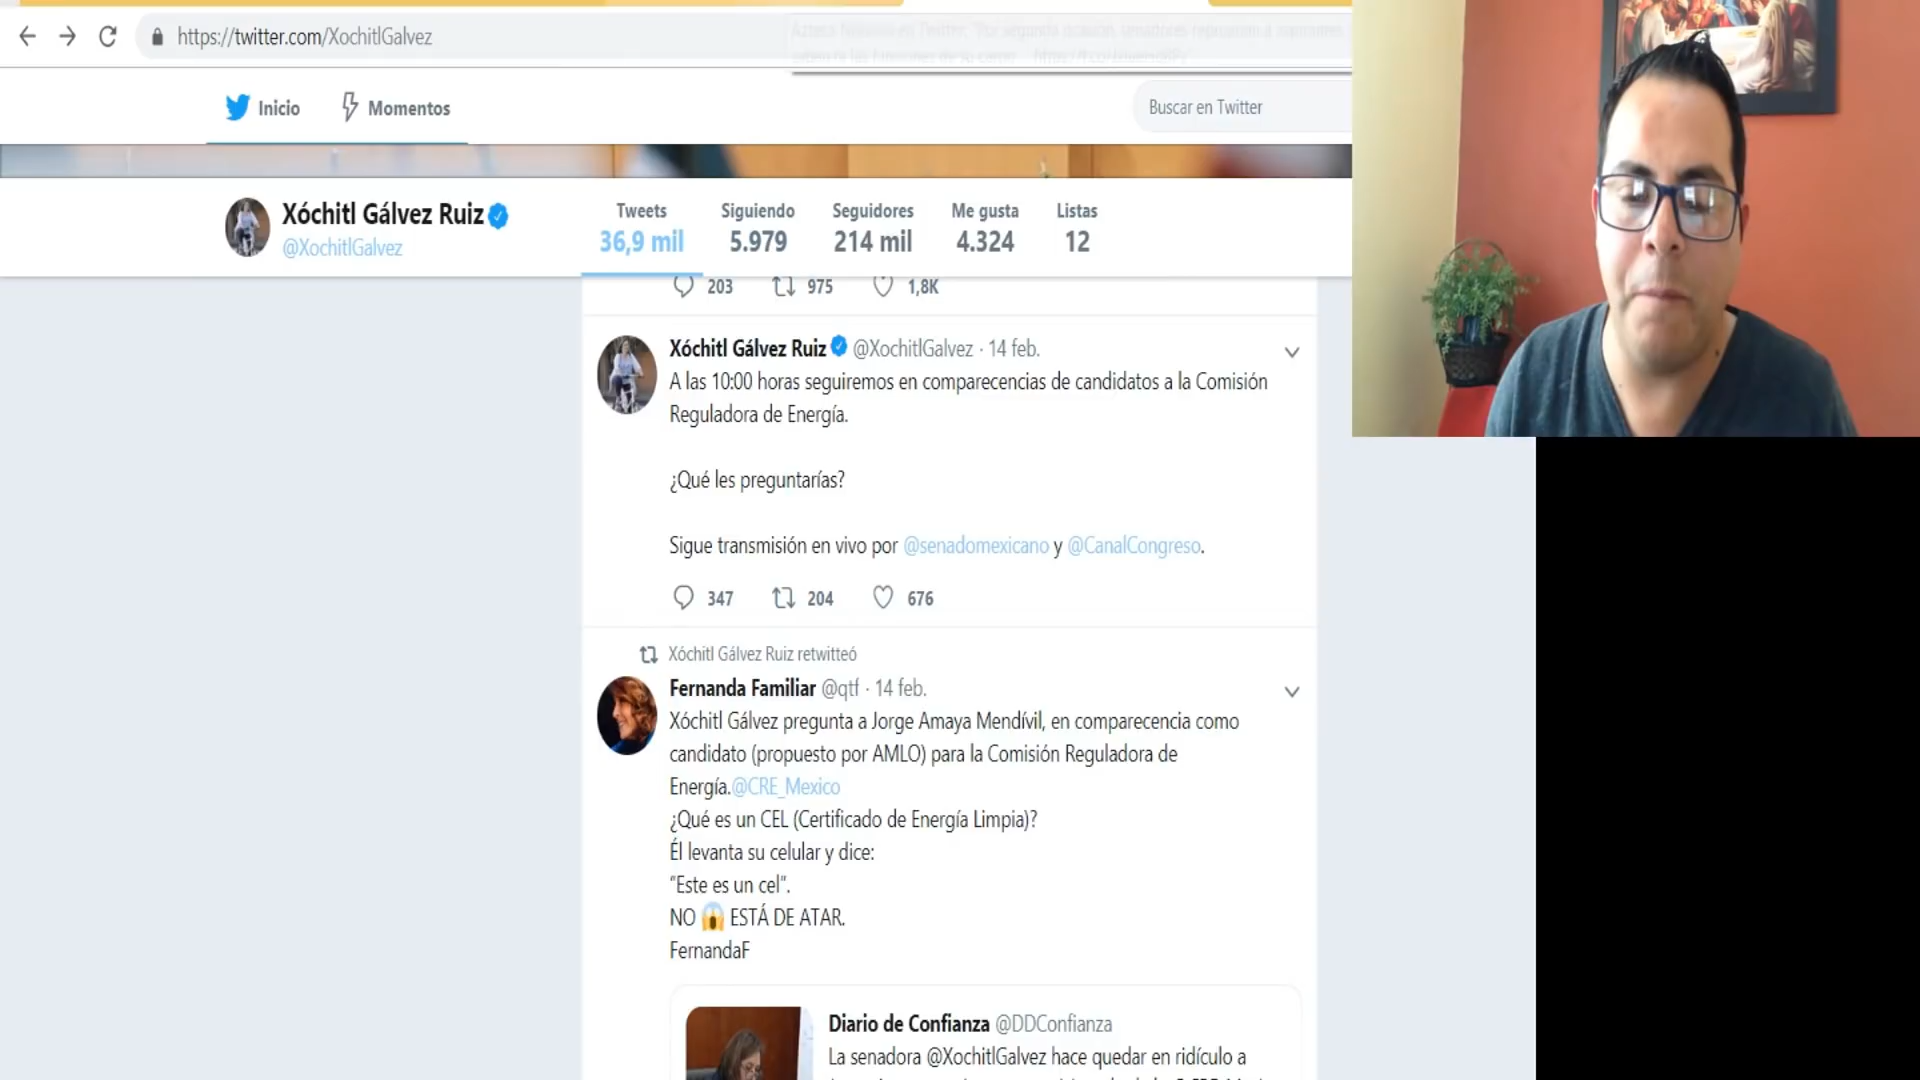 https://twitter.com/XochitlGalvez
Inicio
Momentos
Buscar en Twitter
Xóchitl Gálvez Ruiz
@XochitlGalvez
Tweets
36,9 mil
Siguiendo
5.979
Seguidores
214 mil
Me gusta
4.324
Listas
12
203 975 1,8K
Xóchitl Gálvez Ruiz @XochitlGalvez · 14 feb.
A las 10:00 horas seguiremos en comparecencias de candidatos a la Comisión
Reguladora de Energía.
¿Qué les preguntarías?
Sigue transmisión en vivo por @senadomexicano y @CanalCongreso.
347 204 676
Xóchitl Gálvez Ruiz retwitteó
Fernanda Familiar @qtf · 14 feb.
Xóchitl Gálvez pregunta a Jorge Amaya Mendívil, en comparecencia como
candidato (propuesto por AMLO) para la Comisión Reguladora de
Energía.@CRE_Mexico
¿Qué es un CEL (Certificado de Energía Limpia)?
Él levanta su celular y dice:
“Este es un cel”.
NO 😱 ESTÁ DE ATAR.
FernandaF
Diario de Confianza @DDConfianza
La senadora @XochitlGalvez hace quedar en ridículo a